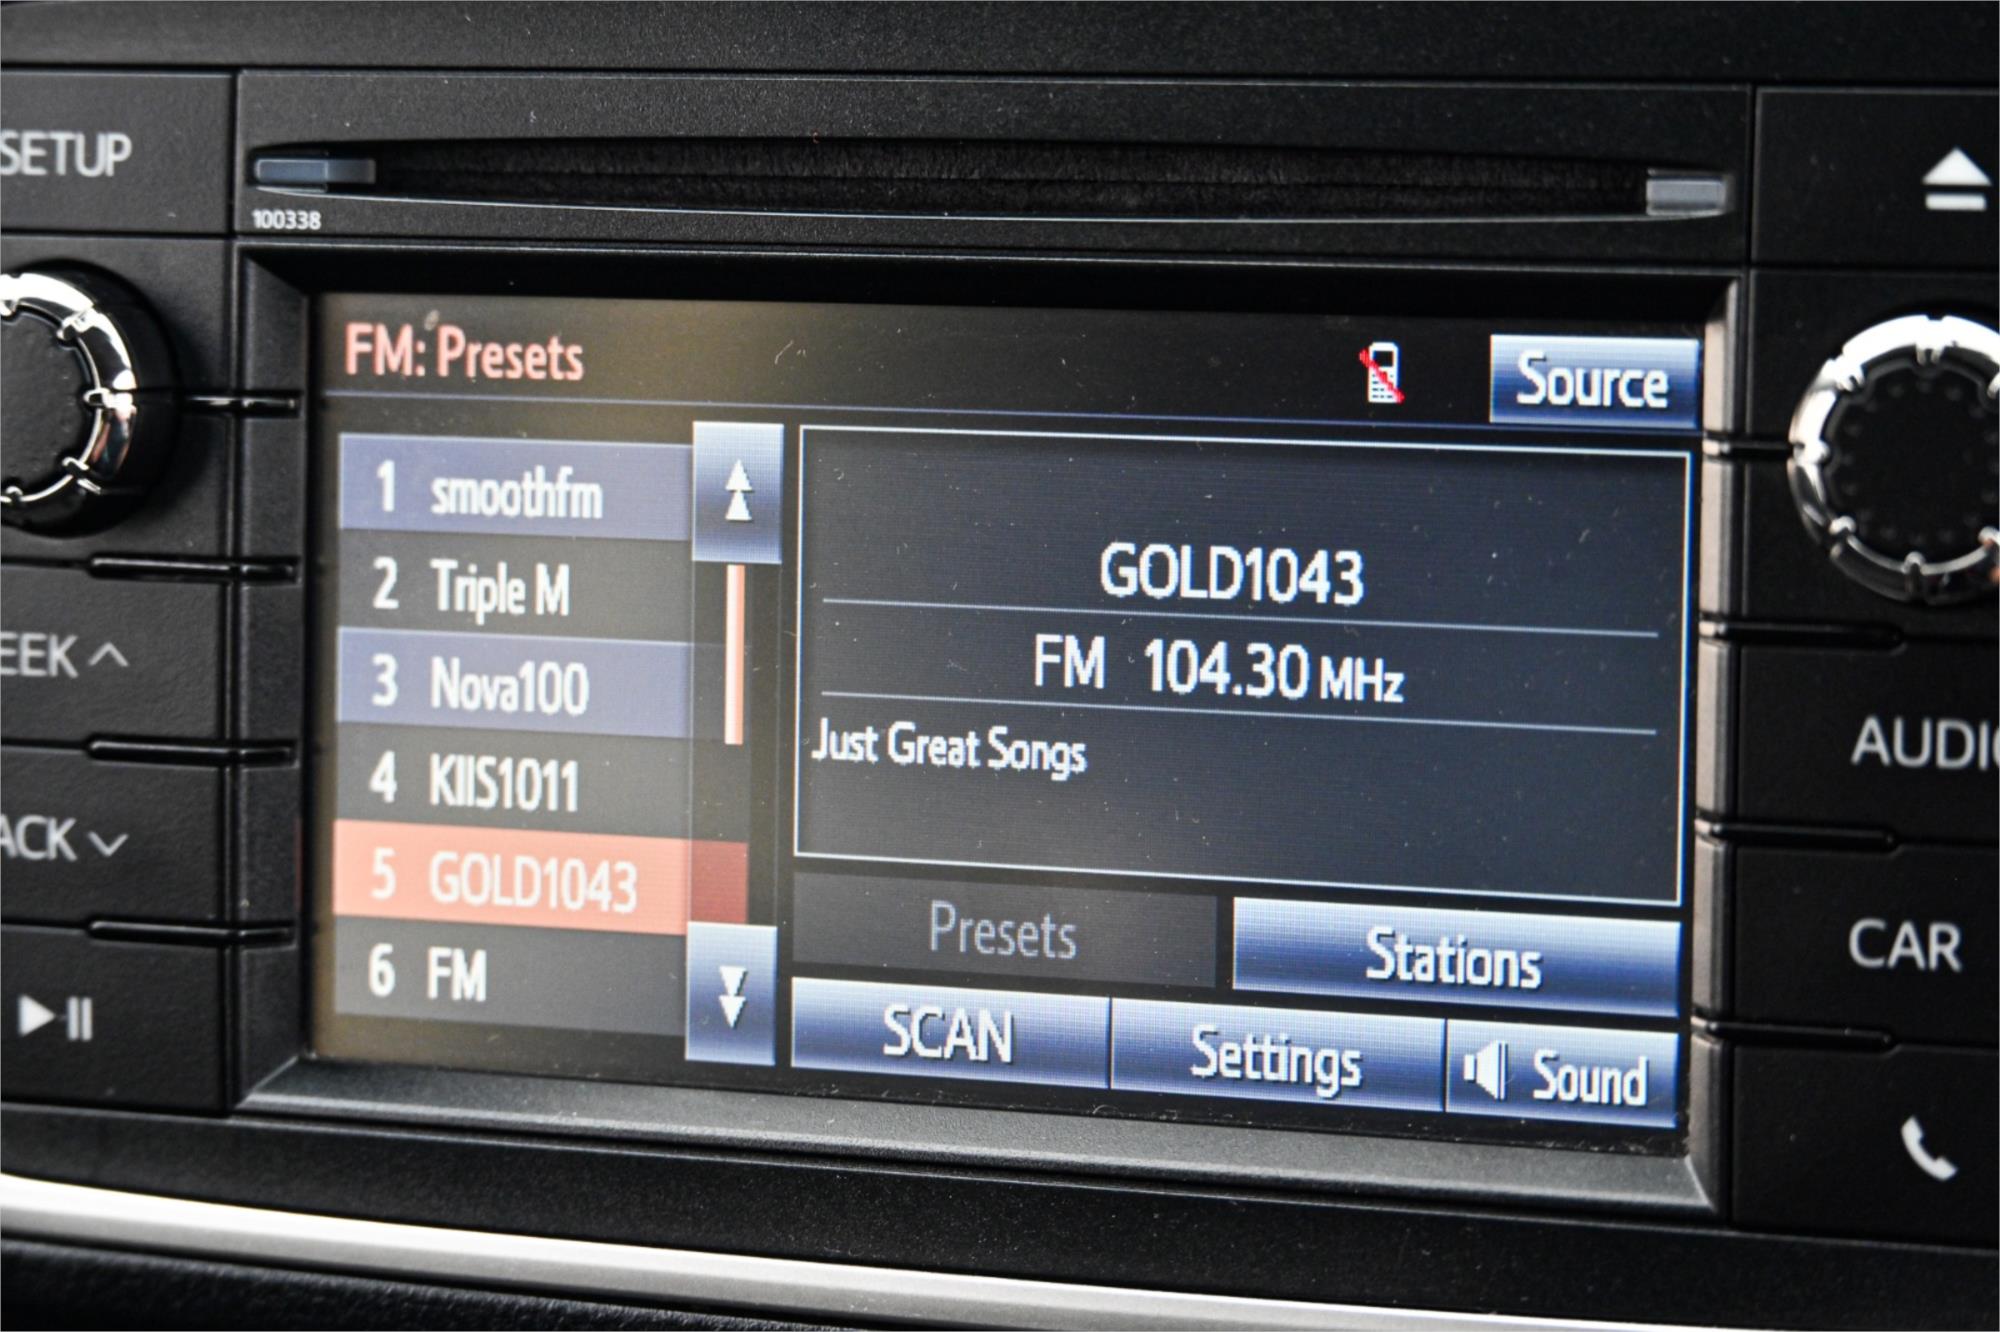 SETUP
100338
FM: Presets
Source
1 smoothfm
2 Triple M
3 Nova100
4 KIIS1011
5 GOLD1043
6 FM
GOLD1043
FM 104.30 MHz
Just Great Songs
Presets
Stations
SCAN
Settings
Sound
EEK
ACK
AUDIO
CAR